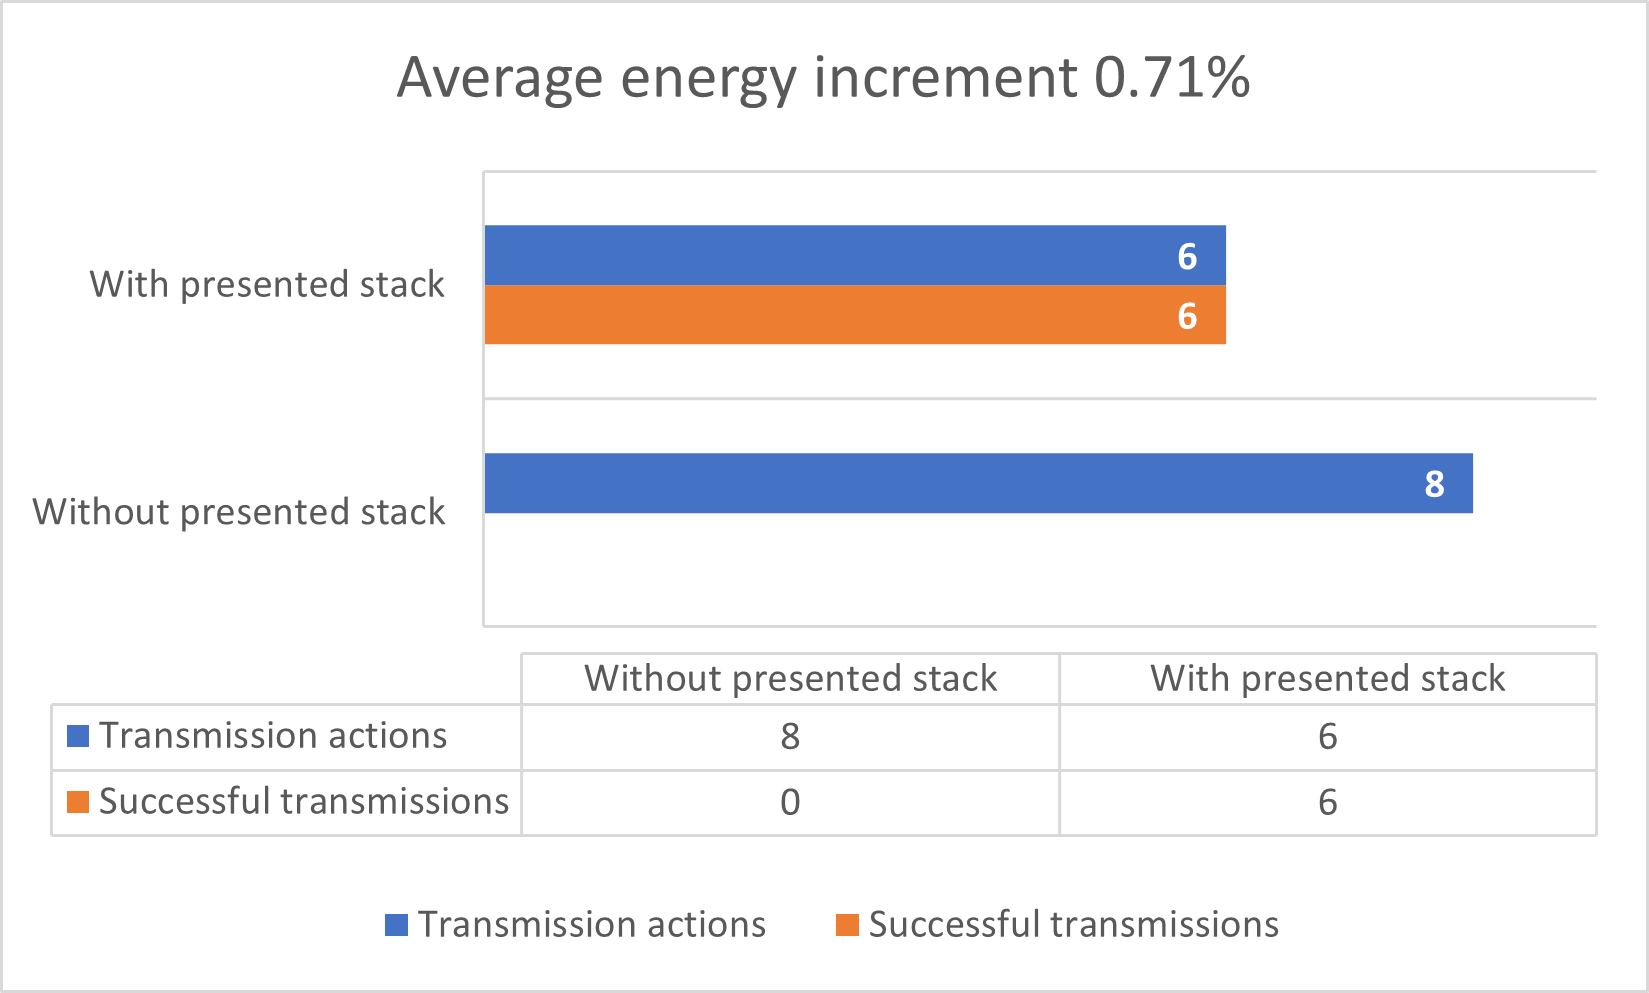 Average energy increment 0.71%
With presented stack
6
6
Without presented stack
8
Without presented stack With presented stack
Transmission actions 8 6
Successful transmissions 0 6
Transmission actions Successful transmissions